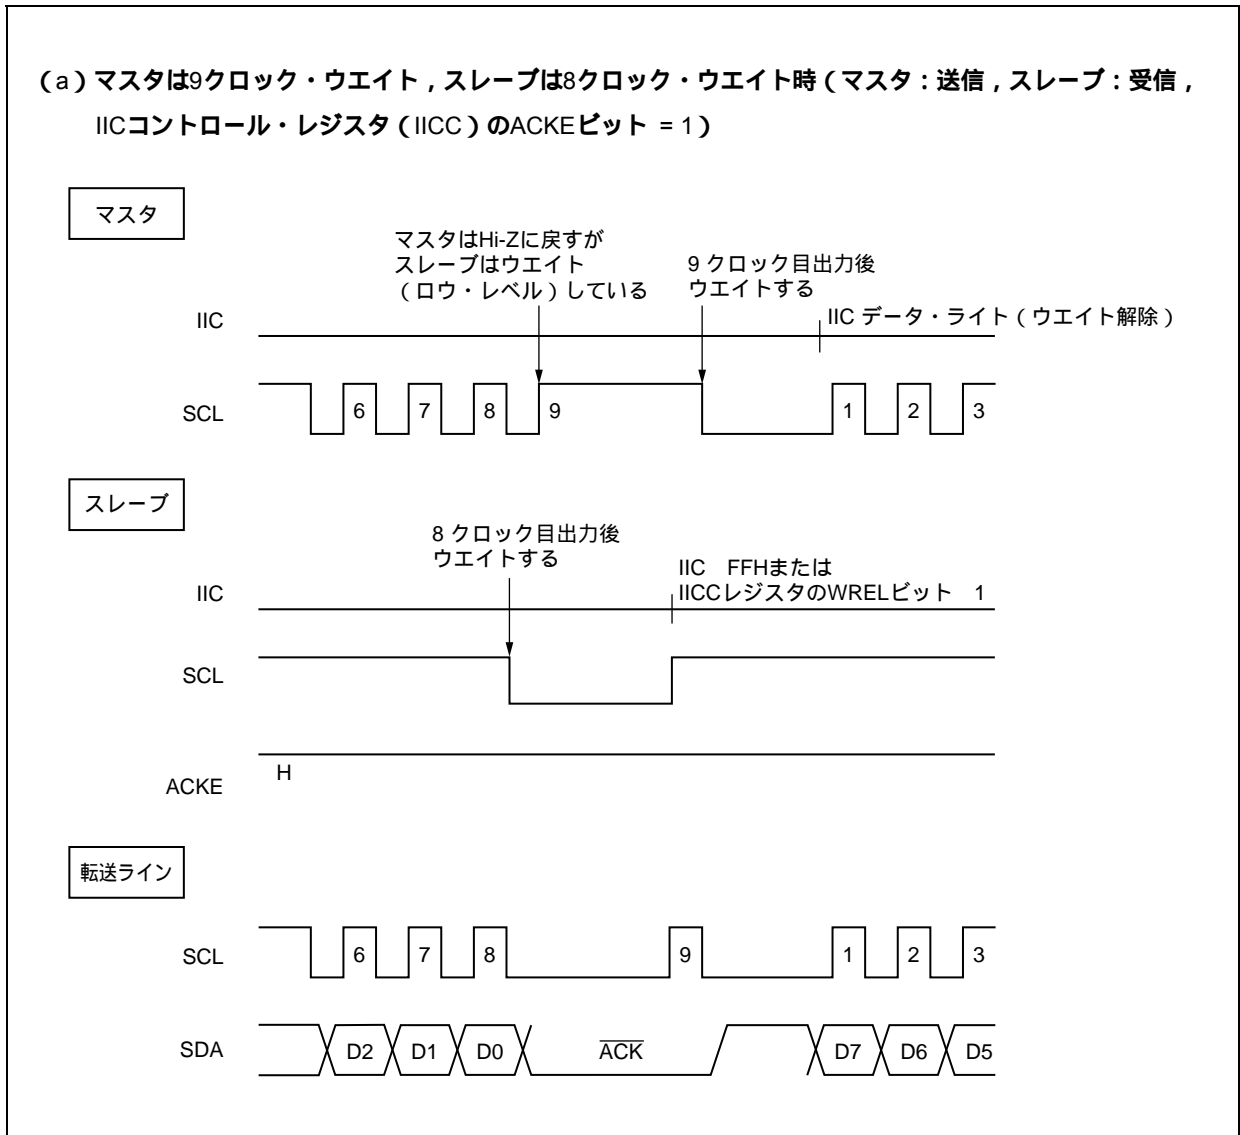 （a）マスタは9クロック・ウエイト，スレーブは8クロック・ウエイト時（マスタ：送信，スレーブ：受信，
IICコントロール・レジスタ（IICC）のACKEビット = 1）
マスタ
マスタはHi-Zに戻すが
スレーブはウエイト
（ロウ・レベル）している
9 クロック目出力後
ウエイトする
IIC
IIC データ・ライト（ウエイト解除）
SCL
6 7 8 9 1 2 3
スレーブ
8 クロック目出力後
ウエイトする
IIC FFHまたは
IICCレジスタのWRELビット 1
IIC
SCL
H
ACKE
転送ライン
SCL
6 7 8 9 1 2 3
SDA
D2 D1 D0 A̅C̅K̅ D7 D6 D5